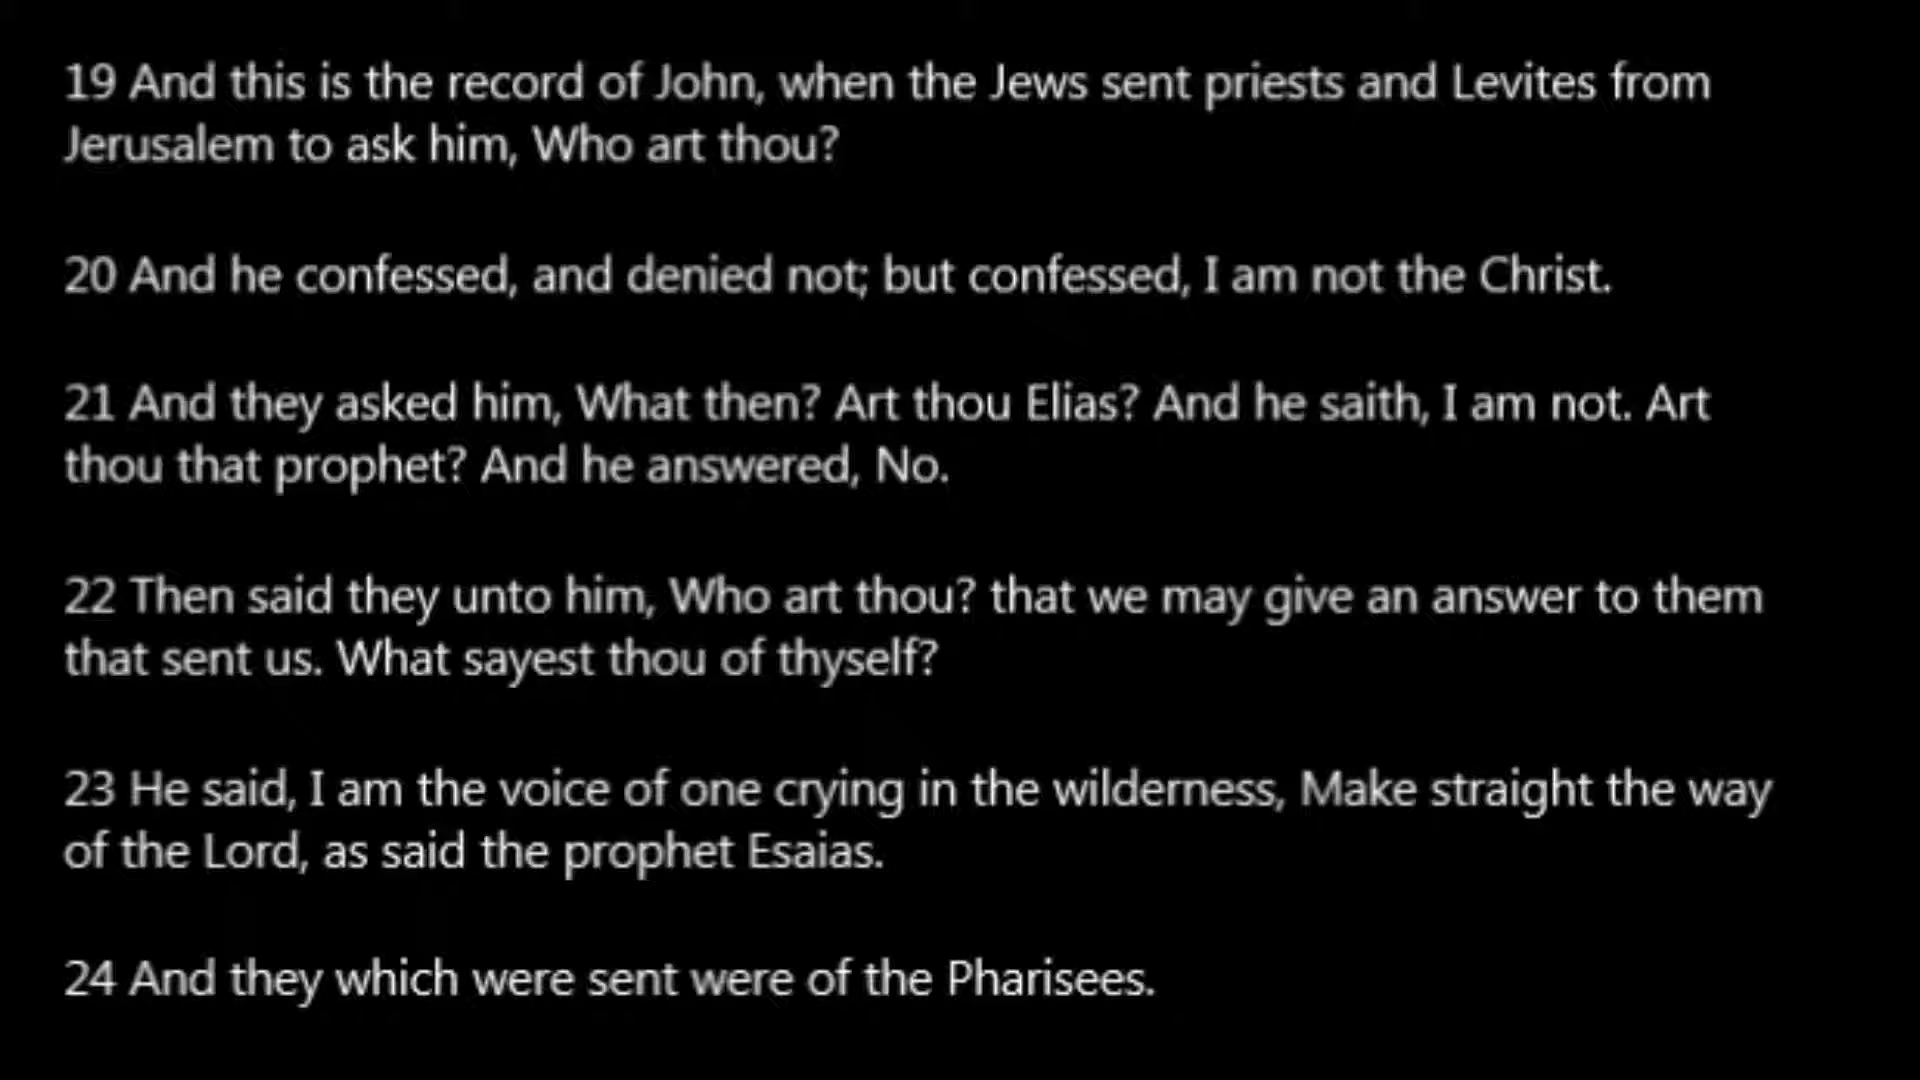 19 And this is the record of John, when the Jews sent priests and Levites from
Jerusalem to ask him, Who art thou?
20 And he confessed, and denied not; but confessed, I am not the Christ.
21 And they asked him, What then? Art thou Elias? And he saith, I am not. Art
thou that prophet? And he answered, No.
22 Then said they unto him, Who art thou? that we may give an answer to them
that sent us. What sayest thou of thyself?
23 He said, I am the voice of one crying in the wilderness, Make straight the way
of the Lord, as said the prophet Esaias.
24 And they which were sent were of the Pharisees.